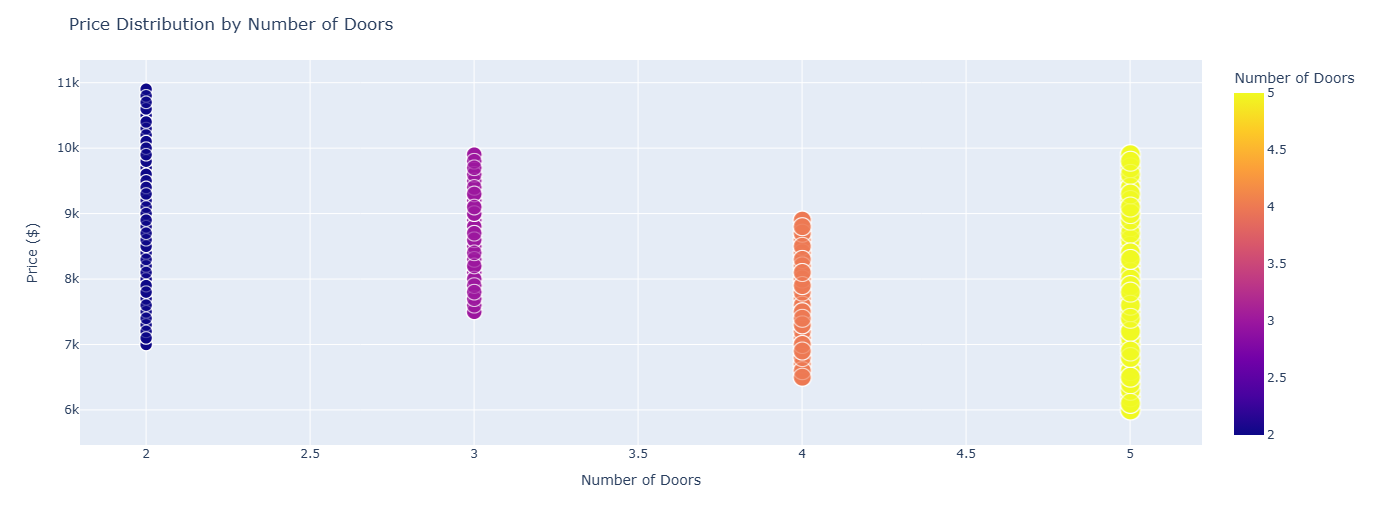 Price Distribution by Number of Doors
11k
10k
9k
8k
7k
6k
Price ($)
2
2.5
3
3.5
4
4.5
5
Number of Doors
Number of Doors
5
4.5
4
3.5
3
2.5
2